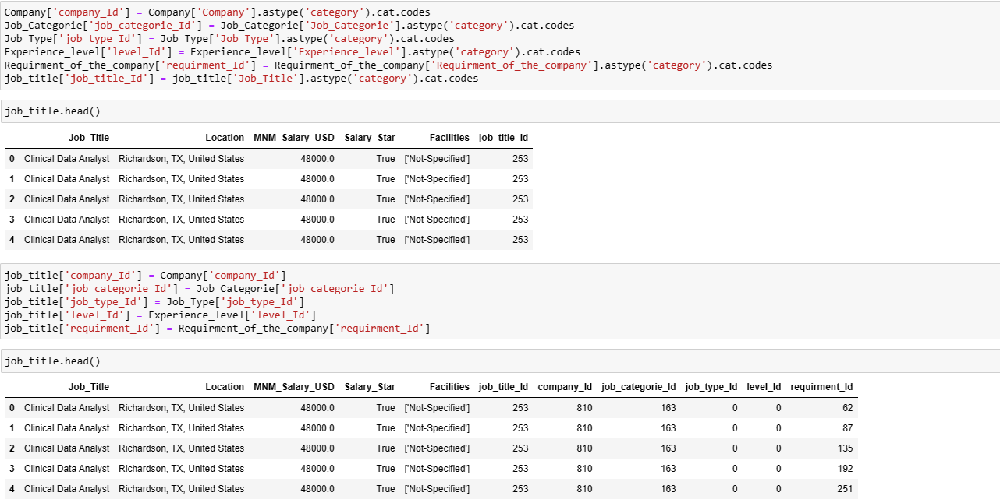 Company['company_Id'] = Company['Company'].astype('category').cat.codes
Job_Categorie['job_categorie_Id'] = Job_Categorie['Job_Categorie'].astype('category').cat.codes
Job_Type['job_type_Id'] = Job_Type['Job_Type'].astype('category').cat.codes
Experience_level['level_Id'] = Experience_level['Experience_level'].astype('category').cat.codes
Requirment_of_the_company['requirment_Id'] = Requirment_of_the_company['Requirment_of_the_company'].astype('category').cat.codes
job_title['job_title_Id'] = job_title['Job_Title'].astype('category').cat.codes
job_title.head()
Job_Title Location MNM_Salary_USD Salary_Star Facilities job_title_Id
0 Clinical Data Analyst Richardson, TX, United States 48000.0 True ['Not-Specified'] 253
1 Clinical Data Analyst Richardson, TX, United States 48000.0 True ['Not-Specified'] 253
2 Clinical Data Analyst Richardson, TX, United States 48000.0 True ['Not-Specified'] 253
3 Clinical Data Analyst Richardson, TX, United States 48000.0 True ['Not-Specified'] 253
4 Clinical Data Analyst Richardson, TX, United States 48000.0 True ['Not-Specified'] 253
job_title['company_Id'] = Company['company_Id']
job_title['job_categorie_Id'] = Job_Categorie['job_categorie_Id']
job_title['job_type_Id'] = Job_Type['job_type_Id']
job_title['level_Id'] = Experience_level['level_Id']
job_title['requirment_Id'] = Requirment_of_the_company['requirment_Id']
job_title.head()
Job_Title Location MNM_Salary_USD Salary_Star Facilities job_title_Id company_Id job_categorie_Id job_type_Id level_Id requirment_Id
0 Clinical Data Analyst Richardson, TX, United States 48000.0 True ['Not-Specified'] 253 810 163 0 0 62
1 Clinical Data Analyst Richardson, TX, United States 48000.0 True ['Not-Specified'] 253 810 163 0 0 87
2 Clinical Data Analyst Richardson, TX, United States 48000.0 True ['Not-Specified'] 253 810 163 0 0 135
3 Clinical Data Analyst Richardson, TX, United States 48000.0 True ['Not-Specified'] 253 810 163 0 0 192
4 Clinical Data Analyst Richardson, TX, United States 48000.0 True ['Not-Specified'] 253 810 163 0 0 251